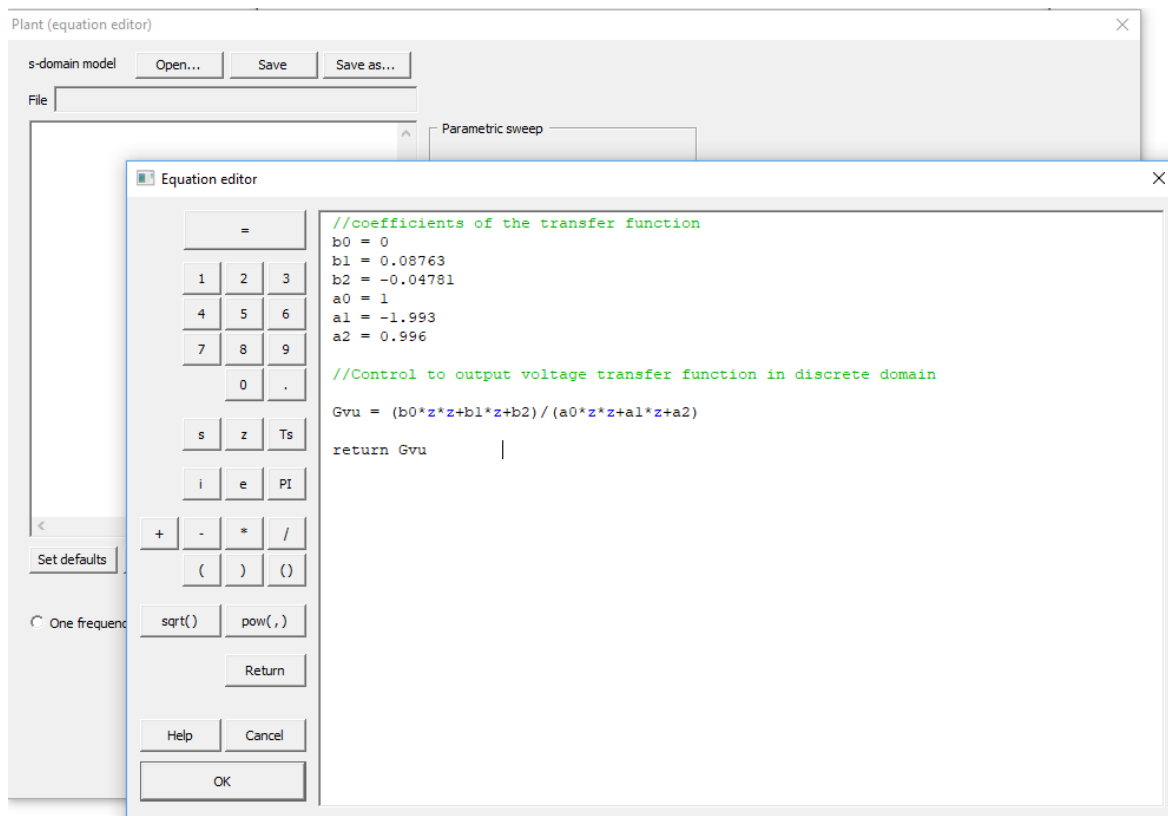 Plant (equation editor)
s-domain model Open... Save Save as...
File
Parametric sweep
Equation editor
=
1 2 3
4 5 6
7 8 9
0 .
s z Ts
i e PI
+ - * /
( ) ()
sqrt() pow(,)
Return
Help Cancel
OK
//coefficients of the transfer function
b0 = 0
b1 = 0.08763
b2 = -0.04781
a0 = 1
a1 = -1.993
a2 = 0.996
//Control to output voltage transfer function in discrete domain
Gvu = (b0*z*z+b1*z+b2)/(a0*z*z+a1*z+a2)
return Gvu
Set defaults
One